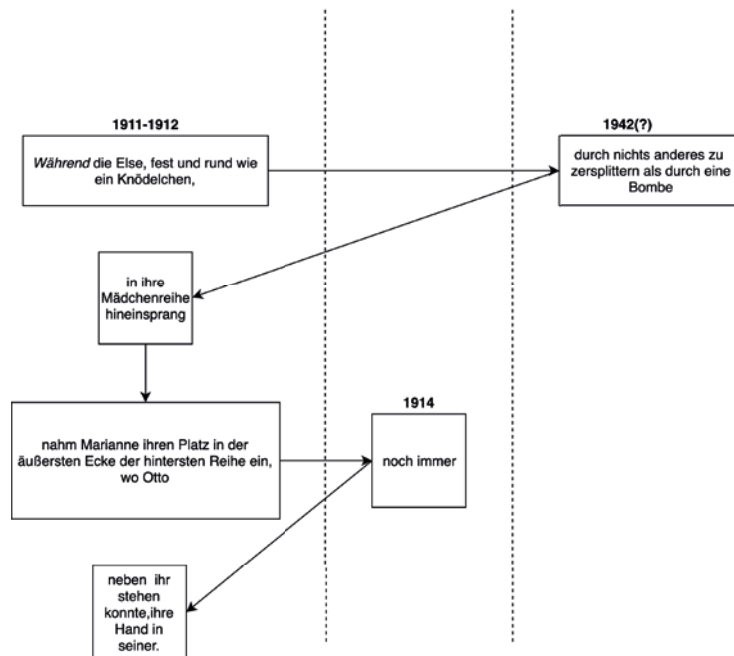 1911-1912
Während die Else, fest und rund wie
ein Knödelchen,
1942(?)
durch nichts anderes zu
zersplittern als durch eine
Bombe
in ihre
Mädchenreihe
hineinsprang
nahm Marianne ihren Platz in der
äußersten Ecke der hintersten Reihe ein,
wo Otto
1914
noch immer
neben ihr
stehen
konnte,ihre
Hand in
seiner.